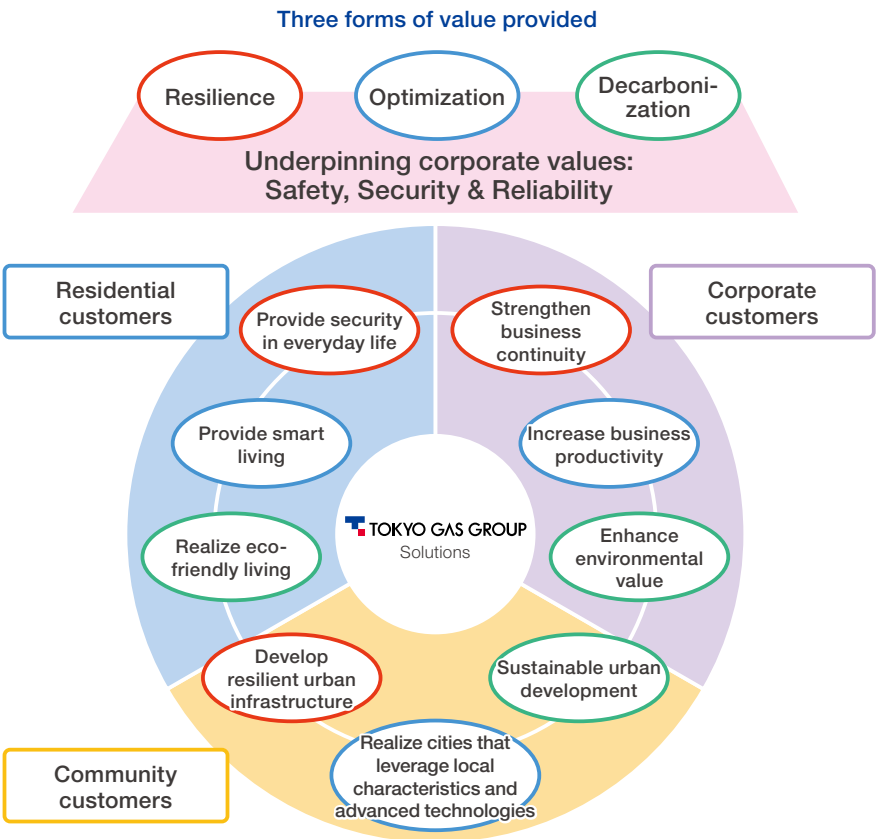 Three forms of value provided
Resilience
Optimization
Decarboni-
zation
Underpinning corporate values:
Safety, Security & Reliability
Residential
customers
Corporate
customers
Provide security
in everyday life
Strengthen
business
continuity
Provide smart
living
Increase business
productivity
TOKYO GAS GROUP
Solutions
Realize eco-
friendly living
Enhance
environmental
value
Develop
resilient urban
infrastructure
Sustainable urban
development
Realize cities that
leverage local
characteristics and
advanced technologies
Community
customers